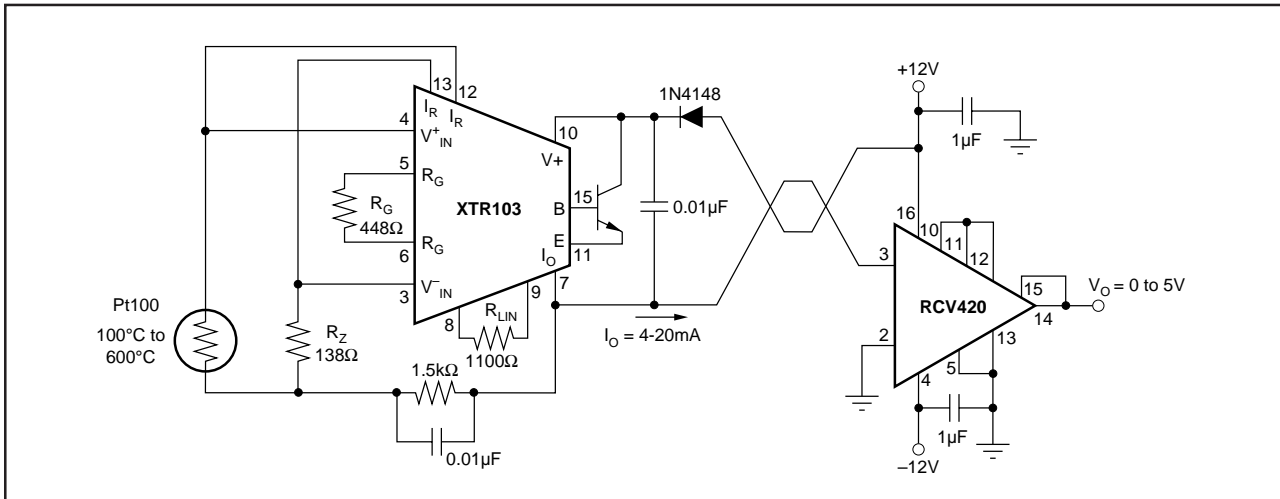 13
12
4
I_R
I_R
V⁺_IN
5
R_G
R_G
448Ω
XTR103
6
R_G
3
V⁻_IN
10
V+
B
15
E
11
I_O
7
9
8
R_LIN
1100Ω
1N4148
0.01µF
I_O = 4-20mA
Pt100
100°C to
600°C
R_Z
138Ω
1.5kΩ
0.01µF
+12V
1µF
16
10
11
12
3
RCV420
15
14
V_O = 0 to 5V
2
13
5
4
1µF
–12V